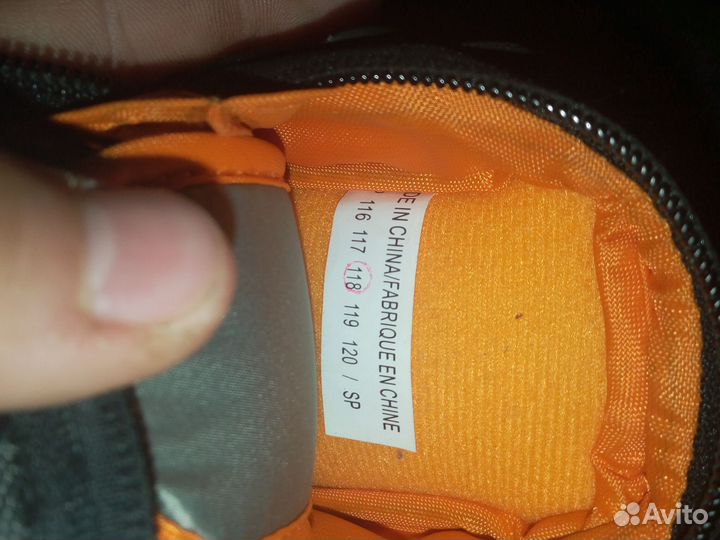 DE IN CHINA/FABRIQUE EN CHINE
116 117 118 119 120 / SP
Avito